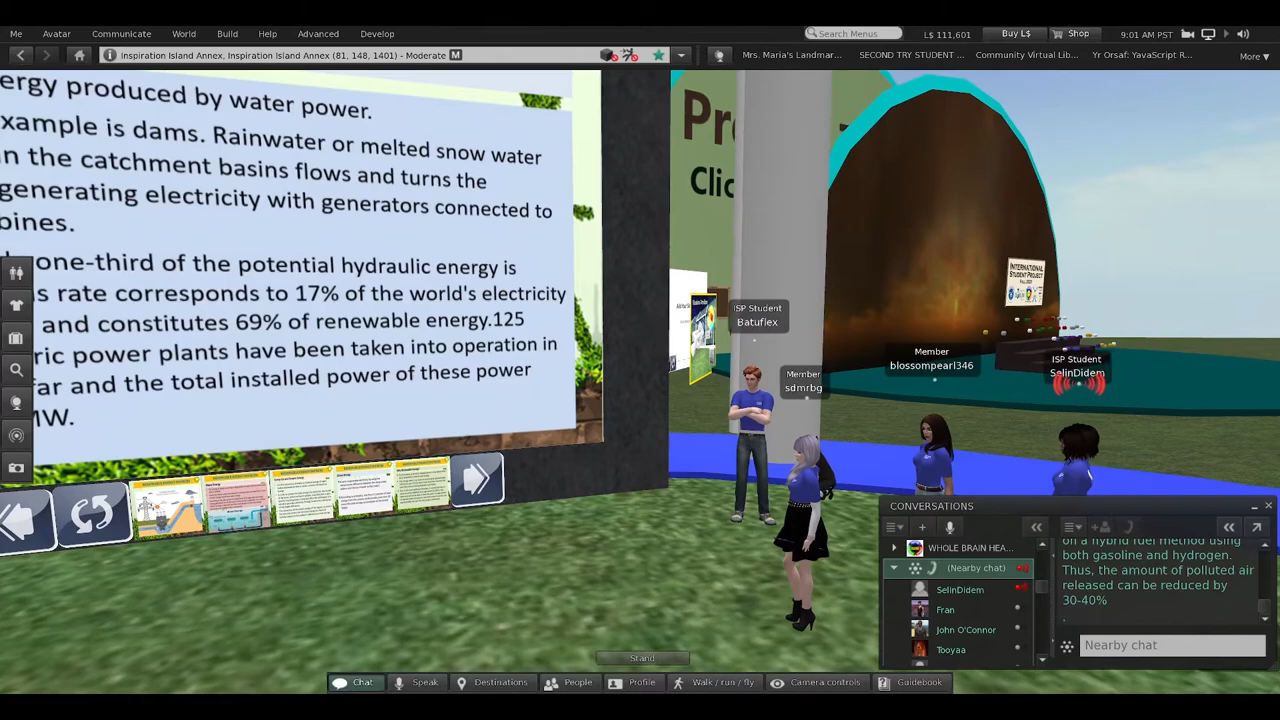 Me Avatar Communicate World Build Help Advanced Develop
Search Menus
L$ 111,601
Buy L$
Shop
9:01 AM PST
Inspiration Island Annex, Inspiration Island Annex (81, 148, 1401) - Moderate M
Mrs. Maria's Landmar...
SECOND TRY STUDENT ...
Community Virtual Lib...
Yr Orsaf: YavaScript R...
More
ergy produced by water power.
xample is dams. Rainwater or melted snow water
n the catchment basins flows and turns the
generating electricity with generators connected to
bines.
one-third of the potential hydraulic energy is
s rate corresponds to 17% of the world's electricity
and constitutes 69% of renewable energy.125
ric power plants have been taken into operation in
far and the total installed power of these power
MW.
Pr
Clic
INTERNATIONAL
STUDENT PROJECT
FALL 2021
ISP Student
Batuflex
Member
sdmrbg
Member
blossompearl346
ISP Student
SelinDidem
CONVERSATIONS
WHOLE BRAIN HEA...
(Nearby chat)
SelinDidem
Fran
John O'Connor
Tooyaa
on a hybrid fuel method using
both gasoline and hydrogen.
Thus, the amount of polluted air
released can be reduced by
30-40%
Nearby chat
Stand
Chat Speak Destinations People Profile Walk / run / fly Camera controls Guidebook